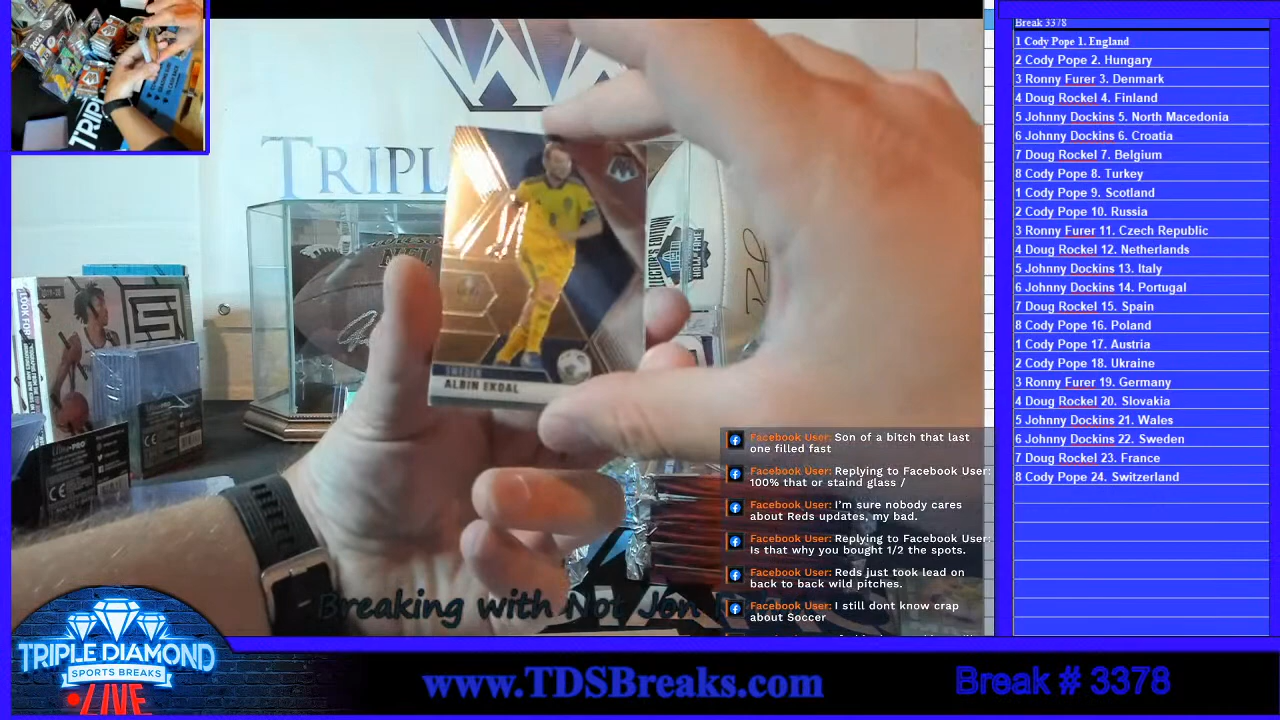 Break 3378
1 Cody Pope 1. England
2 Cody Pope 2. Hungary
3 Ronny Furer 3. Denmark
4 Doug Rockel 4. Finland
5 Johnny Dockins 5. North Macedonia
6 Johnny Dockins 6. Croatia
7 Doug Rockel 7. Belgium
8 Cody Pope 8. Turkey
1 Cody Pope 9. Scotland
2 Cody Pope 10. Russia
3 Ronny Furer 11. Czech Republic
4 Doug Rockel 12. Netherlands
5 Johnny Dockins 13. Italy
6 Johnny Dockins 14. Portugal
7 Doug Rockel 15. Spain
8 Cody Pope 16. Poland
1 Cody Pope 17. Austria
2 Cody Pope 18. Ukraine
3 Ronny Furer 19. Germany
4 Doug Rockel 20. Slovakia
5 Johnny Dockins 21. Wales
6 Johnny Dockins 22. Sweden
7 Doug Rockel 23. France
8 Cody Pope 24. Switzerland
TRIPLE
SWEDEN
ALBIN EKDAL
Facebook User: Son of a bitch that last
one filled fast
Facebook User: Replying to Facebook User:
100% that or staind glass /
Facebook User: I'm sure nobody cares
about Reds updates, my bad.
Facebook User: Replying to Facebook User:
Is that why you bought 1/2 the spots.
Facebook User: Reds just took lead on
back to back wild pitches.
Facebook User: I still dont know crap
about Soccer
Breaking with Not Jon
TRIPLE DIAMOND
SPORTS BREAKS
LIVE
www.TDSBreaks.com
Break # 3378